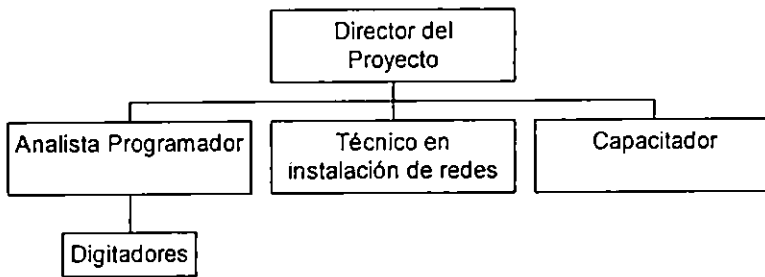 Director del
Proyecto
Analista Programador
Técnico en
instalación de redes
Capacitador
Digitadores